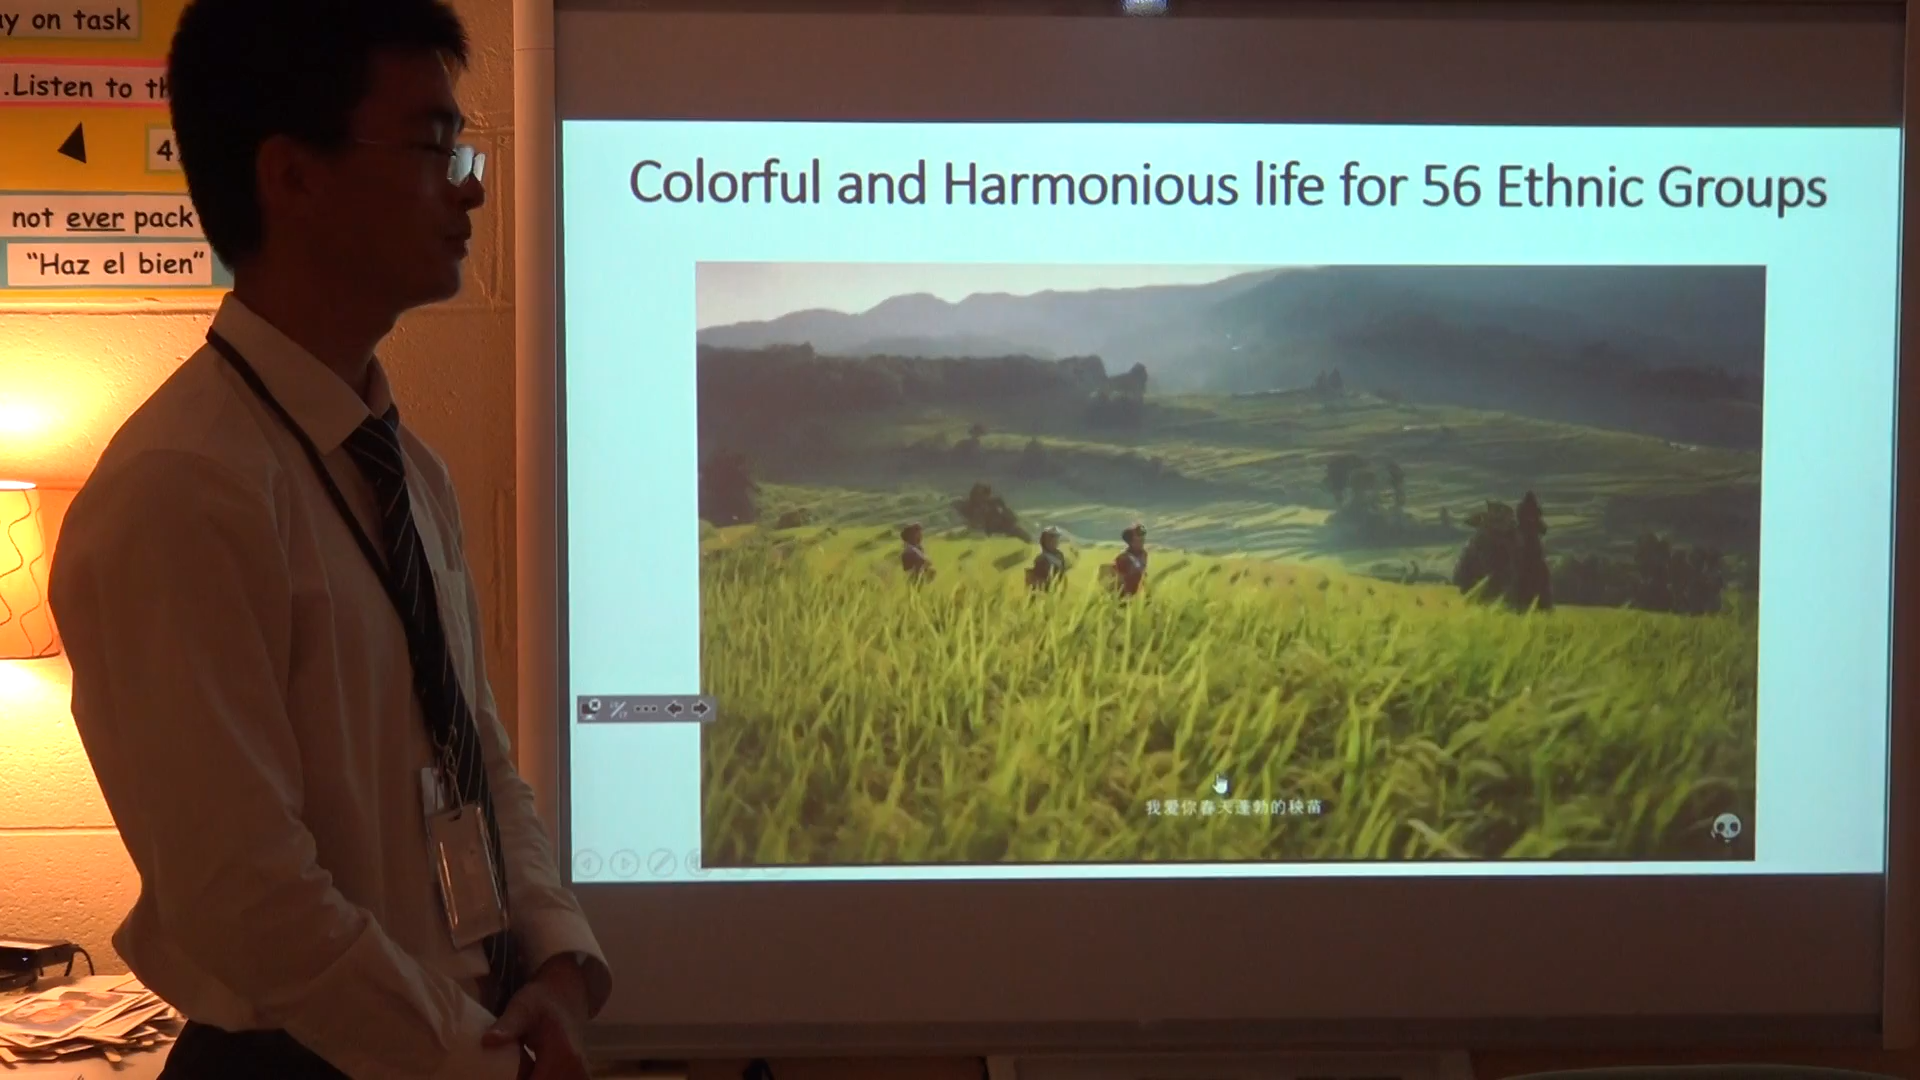 ay on task
.Listen to th
4.
not ever pack
"Haz el bien"
Colorful and Harmonious life for 56 Ethnic Groups
我爱你春天蓬勃的秧苗